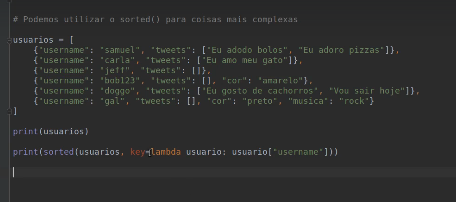 # Podemos utilizar o sorted() para coisas mais complexas
usuarios = [
{"username": "samuel", "tweets": ["Eu adodo bolos", "Eu adoro pizzas"]},
{"username": "carla", "tweets": ["Eu amo meu gato"]},
{"username": "jeff", "tweets": []},
{"username": "bob123", "tweets": [], "cor": "amarelo"},
{"username": "doggo", "tweets": ["Eu gosto de cachorros", "Vou sair hoje"]},
{"username": "gal", "tweets": [], "cor": "preto", "musica": "rock"}
]
print(usuarios)
print(sorted(usuarios, key=lambda usuario: usuario["username"]))